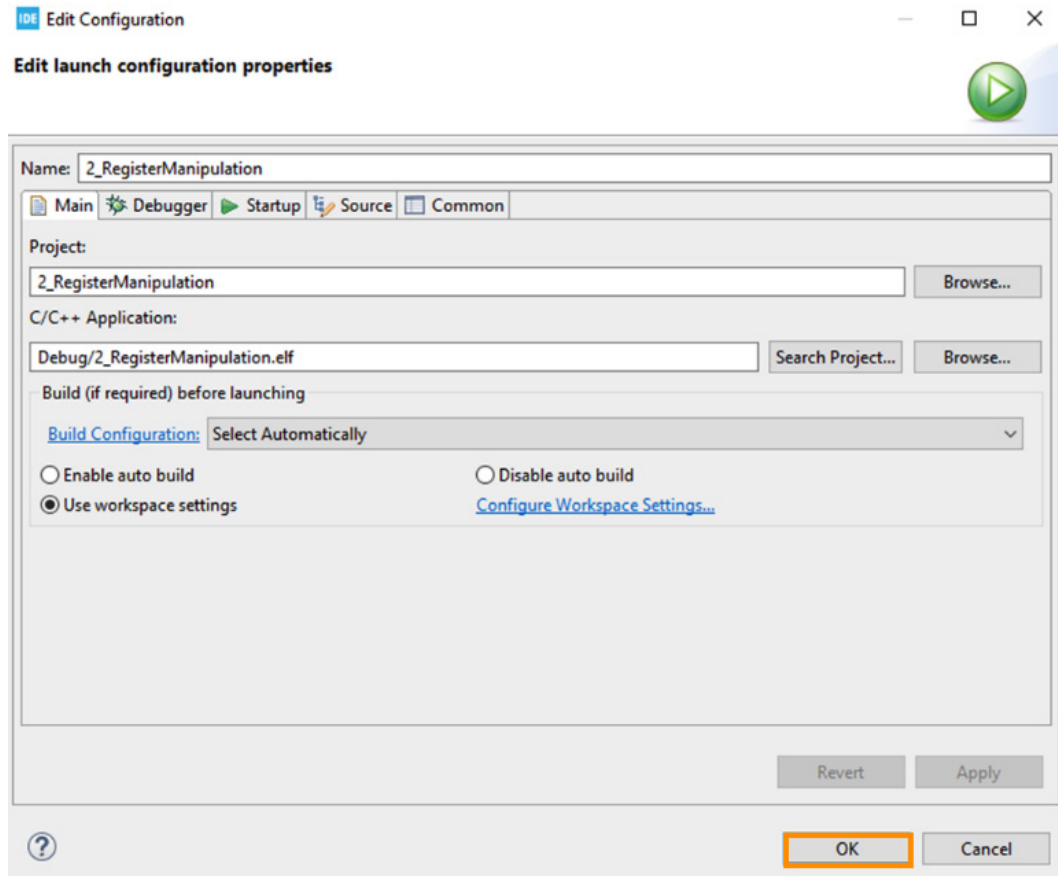 IDE Edit Configuration
Edit launch configuration properties
Name: 2_RegisterManipulation
Main Debugger Startup Source Common
Project:
2_RegisterManipulation Browse...
C/C++ Application:
Debug/2_RegisterManipulation.elf Search Project... Browse...
Build (if required) before launching
Build Configuration: Select Automatically
Enable auto build Disable auto build
Use workspace settings Configure Workspace Settings...
Revert Apply
? OK Cancel